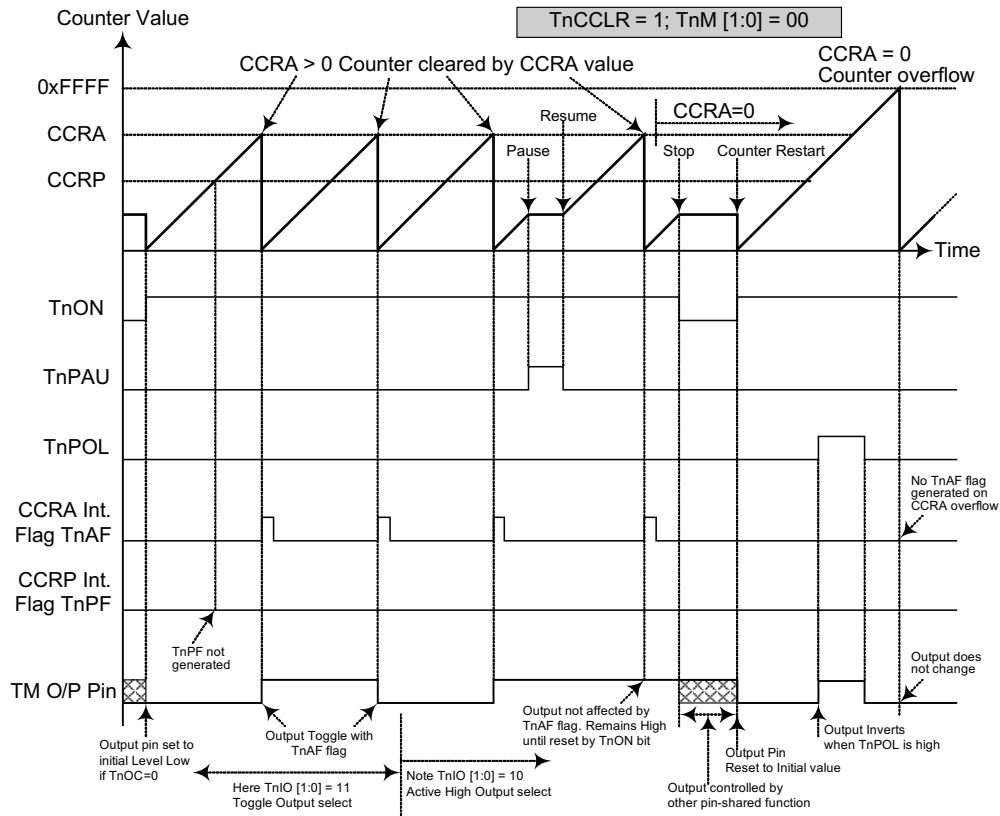 Counter Value
TnCCLR = 1; TnM [1:0] = 00
CCRA = 0
Counter overflow
CCRA > 0 Counter cleared by CCRA value
0xFFFF
CCRA=0
Resume
CCRA
Pause
Stop
Counter Restart
CCRP
Time
TnON
TnPAU
TnPOL
No TnAF flag
generated on
CCRA overflow
CCRA Int.
Flag TnAF
CCRP Int.
Flag TnPF
TnPF not
generated
Output does
not change
TM O/P Pin
Output pin set to
initial Level Low
if TnOC=0
Output Toggle with
TnAF flag
Output not affected by
TnAF flag. Remains High
until reset by TnON bit
Output Pin
Reset to Initial value
Output Inverts
when TnPOL is high
Here TnIO [1:0] = 11
Toggle Output select
Note TnIO [1:0] = 10
Active High Output select
Output controlled by
other pin-shared function